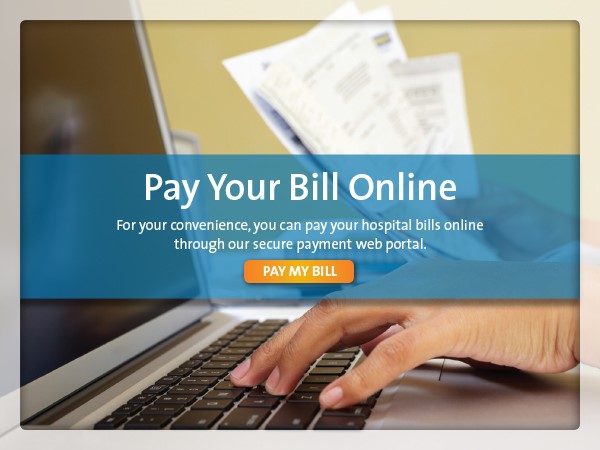 Pay Your Bill Online
For your convenience, you can pay your hospital bills online
through our secure payment web portal.
PAY MY BILL